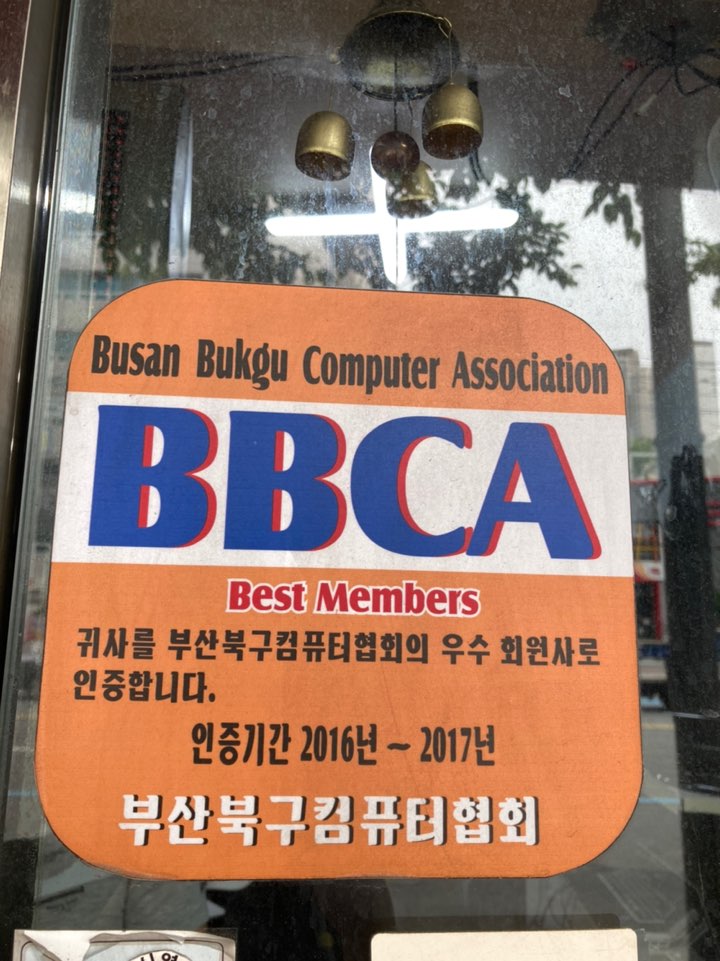 Busan Bukgu Computer Association
BBCA
Best Members
귀사를 부산북구컴퓨터협회의 우수 회원사로
인증합니다.
인증기간 2016년 ~ 2017년
부산북구컴퓨터협회